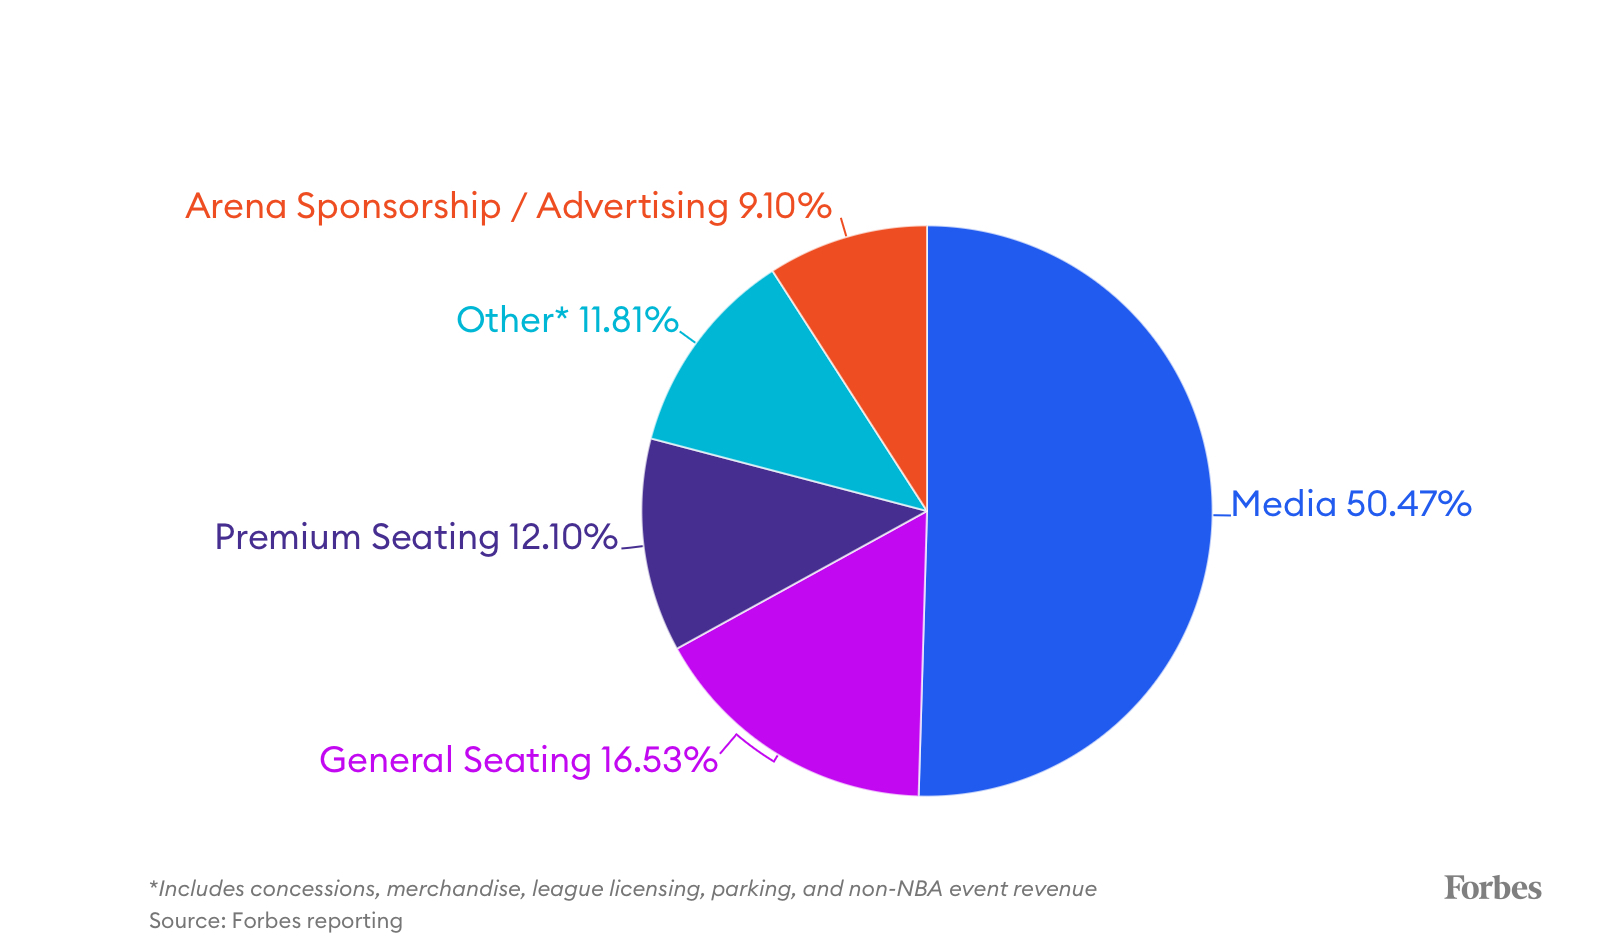 Arena Sponsorship / Advertising 9.10%
Other* 11.81%
Media 50.47%
Premium Seating 12.10%
General Seating 16.53%
*Includes concessions, merchandise, league licensing, parking, and non-NBA event revenue
Source: Forbes reporting
Forbes